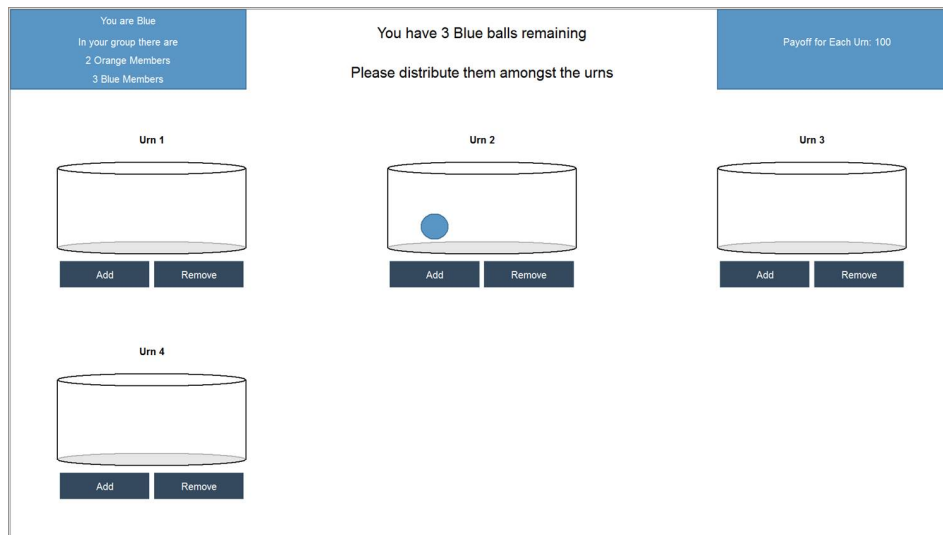 You are Blue
In your group there are
2 Orange Members
3 Blue Members
You have 3 Blue balls remaining
Please distribute them amongst the urns
Payoff for Each Urn: 100
Urn 1
Urn 2
Urn 3
Add Remove
Add Remove
Add Remove
Urn 4
Add Remove